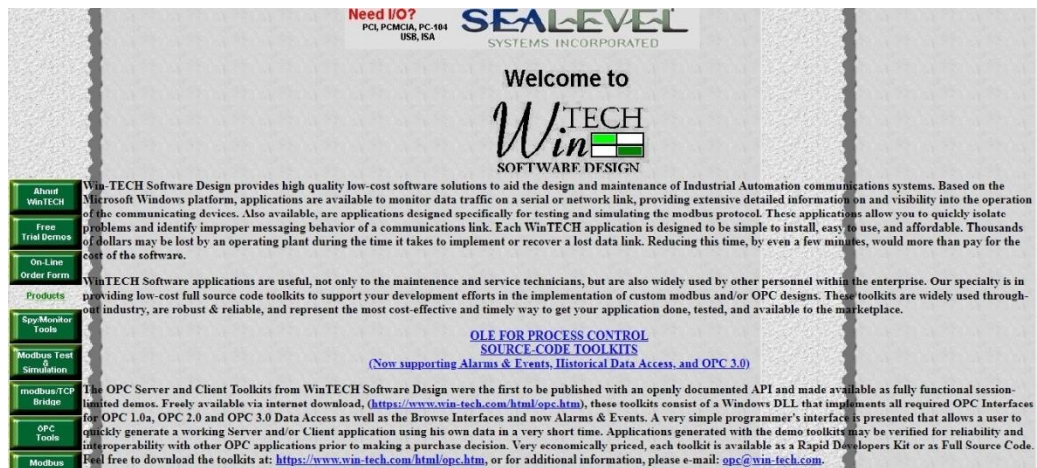 Need I/O?
PCI, PCMCIA, PC-104
USB, ISA
SEALEVEL
SYSTEMS INCORPORATED
Welcome to
WinTECH
SOFTWARE DESIGN
About
WinTECH
Free
Trial Demos
On-Line
Order Form
Products
Spy/Monitor
Tools
Modbus Test
&
Simulation
modbus/TCP
Bridge
OPC
Tools
Modbus
Win-TECH Software Design provides high quality low-cost software solutions to aid the design and maintenance of Industrial Automation communications systems. Based on the
Microsoft Windows platform, applications are available to monitor data traffic on a serial or network link, providing extensive detailed information on and visibility into the operation
of the communicating devices. Also available, are applications designed specifically for testing and simulating the modbus protocol. These applications allow you to quickly isolate
problems and identify improper messaging behavior of a communications link. Each WinTECH application is designed to be simple to install, easy to use, and affordable. Thousands
of dollars may be lost by an operating plant during the time it takes to implement or recover a lost data link. Reducing this time, by even a few minutes, would more than pay for the
cost of the software.
WinTECH Software applications are useful, not only to the maintenence and service technicians, but are also widely used by other personnel within the enterprise. Our specialty is in
providing low-cost full source code toolkits to support your development efforts in the implementation of custom modbus and/or OPC designs. These toolkits are widely used through-
out industry, are robust & reliable, and represent the most cost-effective and timely way to get your application done, tested, and available to the marketplace.
OLE FOR PROCESS CONTROL
SOURCE-CODE TOOLKITS
(Now supporting Alarms & Events, Historical Data Access, and OPC 3.0)
The OPC Server and Client Toolkits from WinTECH Software Design were the first to be published with an openly documented API and made available as fully functional session-
limited demos. Freely available via internet download, (https://www.win-tech.com/html/opc.htm), these toolkits consist of a Windows DLL that implements all required OPC Interfaces
for OPC 1.0a, OPC 2.0 and OPC 3.0 Data Access as well as the Browse Interfaces and now Alarms & Events. A very simple programmer's interface is presented that allows a user to
quickly generate a working Server and/or Client application using his own data in a very short time. Applications generated with the demo toolkits may be verified for reliability and
interoperability with other OPC applications prior to making a purchase decision. Very economically priced, each toolkit is available as a Rapid Developers Kit or as Full Source Code.
Feel free to download the toolkits at: https://www.win-tech.com/html/opc.htm, or for additional information, please e-mail: opc@win-tech.com.